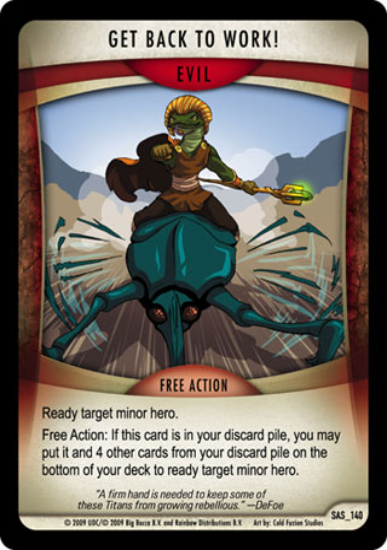 GET BACK TO WORK!
EVIL
FREE ACTION
Ready target minor hero.
Free Action: If this card is in your discard pile, you may
put it and 4 other cards from your discard pile on the
bottom of your deck to ready target minor hero.
"A firm hand is needed to keep some of
these Titans from growing rebellious." —DeFoe
SAS_140
© 2009 UDC/© 2009 Big Rocca B.V. and Rainbow Distributions B.V. Art by: Cold Fusion Studios